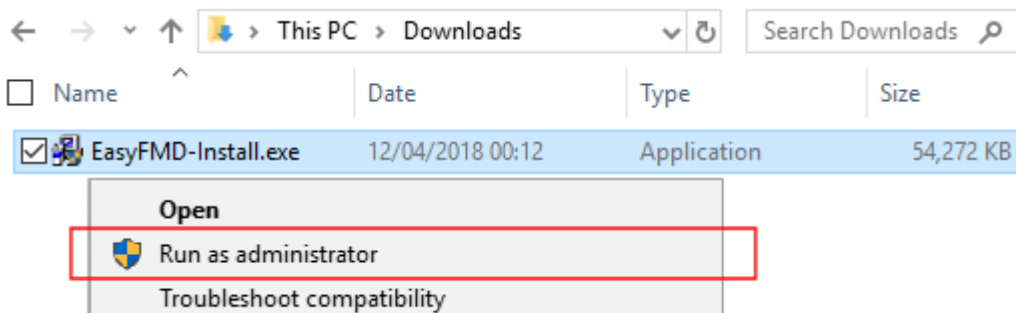 This PC > Downloads Search Downloads
Name Date Type Size
EasyFMD-Install.exe 12/04/2018 00:12 Application 54,272 KB
Open
Run as administrator
Troubleshoot compatibility